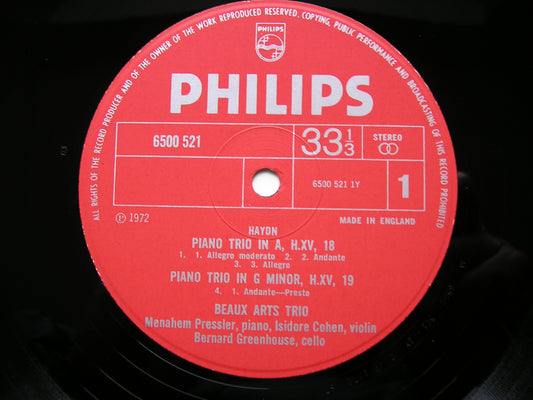 ALL RIGHTS OF THE RECORD PRODUCER AND OF THE OWNER OF THE WORK REPRODUCED RESERVED. COPYING, PUBLIC PERFORMANCE AND BROADCASTING OF THIS RECORD PROHIBITED
PHILIPS
PHILIPS
6500 521
33 1/3
STEREO
6500 521 1Y
1
Ⓟ 1972
MADE IN ENGLAND
HAYDN
PIANO TRIO IN A, H.XV, 18
1. 1. Allegro moderato 2. 2. Andante
3. 3. Allegro
PIANO TRIO IN G MINOR, H.XV, 19
4. 1. Andante—Presto
BEAUX ARTS TRIO
Menahem Pressler, piano, Isidore Cohen, violin
Bernard Greenhouse, cello